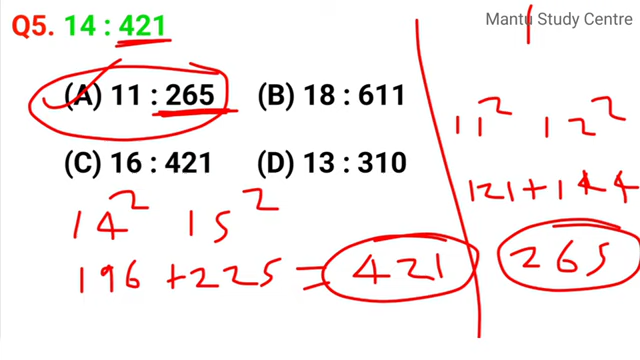 Mantu Study Centre
Q5. 14 : 421
(A) 11 : 265 (B) 18 : 611
(C) 16 : 421 (D) 13 : 310
14² 15²
196 + 225 = 421
11² 12²
121 + 144
265